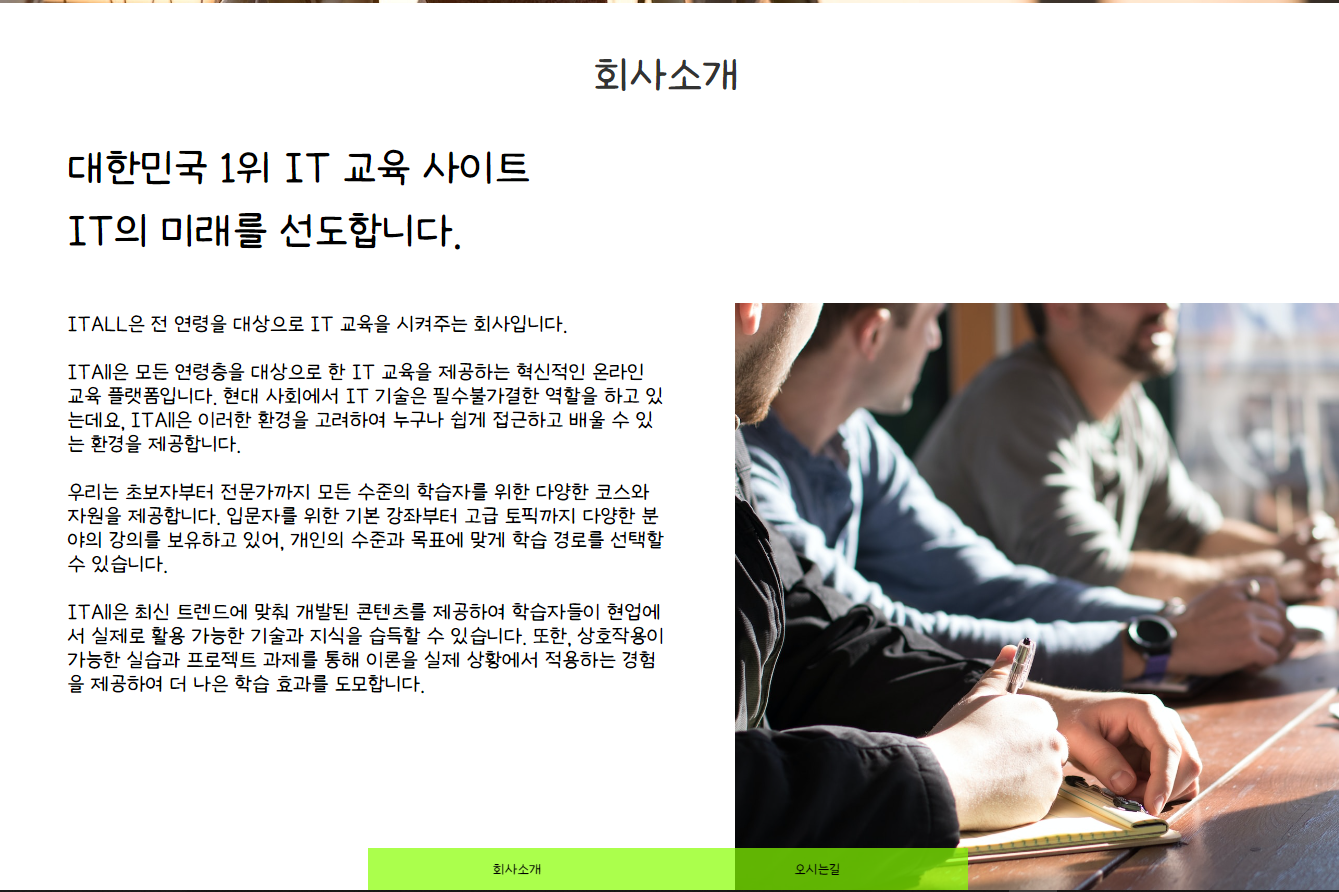 회사소개
대한민국 1위 IT 교육 사이트
IT의 미래를 선도합니다.
ITALL은 전 연령을 대상으로 IT 교육을 시켜주는 회사입니다.
ITAll은 모든 연령층을 대상으로 한 IT 교육을 제공하는 혁신적인 온라인
교육 플랫폼입니다. 현대 사회에서 IT 기술은 필수불가결한 역할을 하고 있
는데요, ITAll은 이러한 환경을 고려하여 누구나 쉽게 접근하고 배울 수 있
는 환경을 제공합니다.
우리는 초보자부터 전문가까지 모든 수준의 학습자를 위한 다양한 코스와
자원을 제공합니다. 입문자를 위한 기본 강좌부터 고급 토픽까지 다양한 분
야의 강의를 보유하고 있어, 개인의 수준과 목표에 맞게 학습 경로를 선택할
수 있습니다.
ITAll은 최신 트렌드에 맞춰 개발된 콘텐츠를 제공하여 학습자들이 현업에
서 실제로 활용 가능한 기술과 지식을 습득할 수 있습니다. 또한, 상호작용이
가능한 실습과 프로젝트 과제를 통해 이론을 실제 상황에서 적용하는 경험
을 제공하여 더 나은 학습 효과를 도모합니다.
회사소개
오시는길